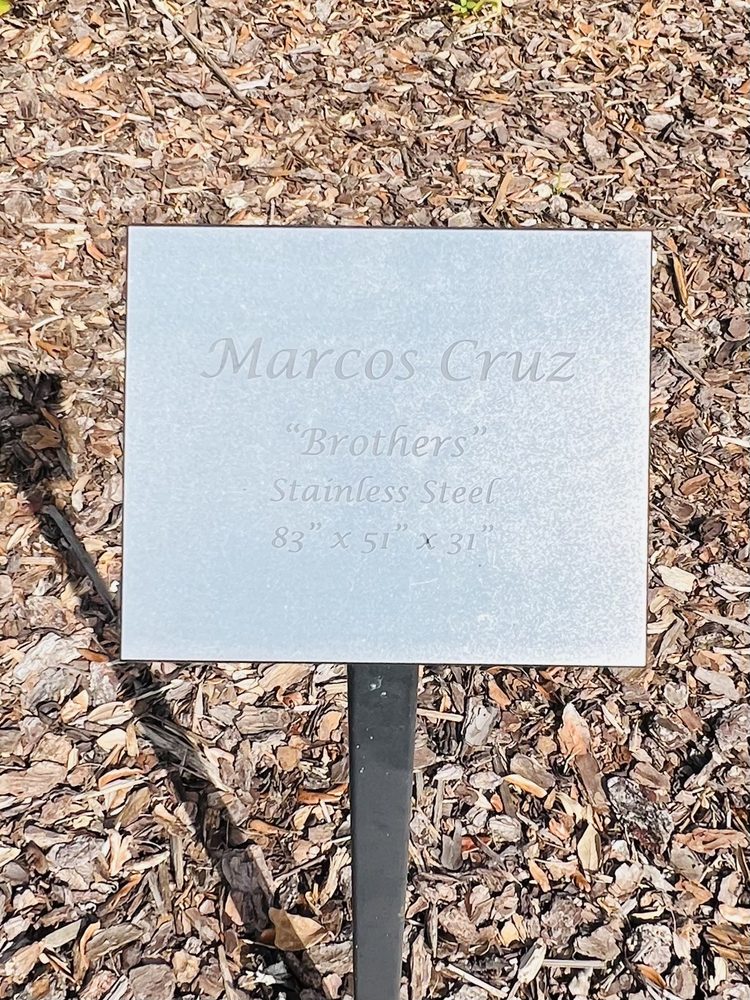 Marcos Cruz
“Brothers”
Stainless Steel
83” x 51” x 31”